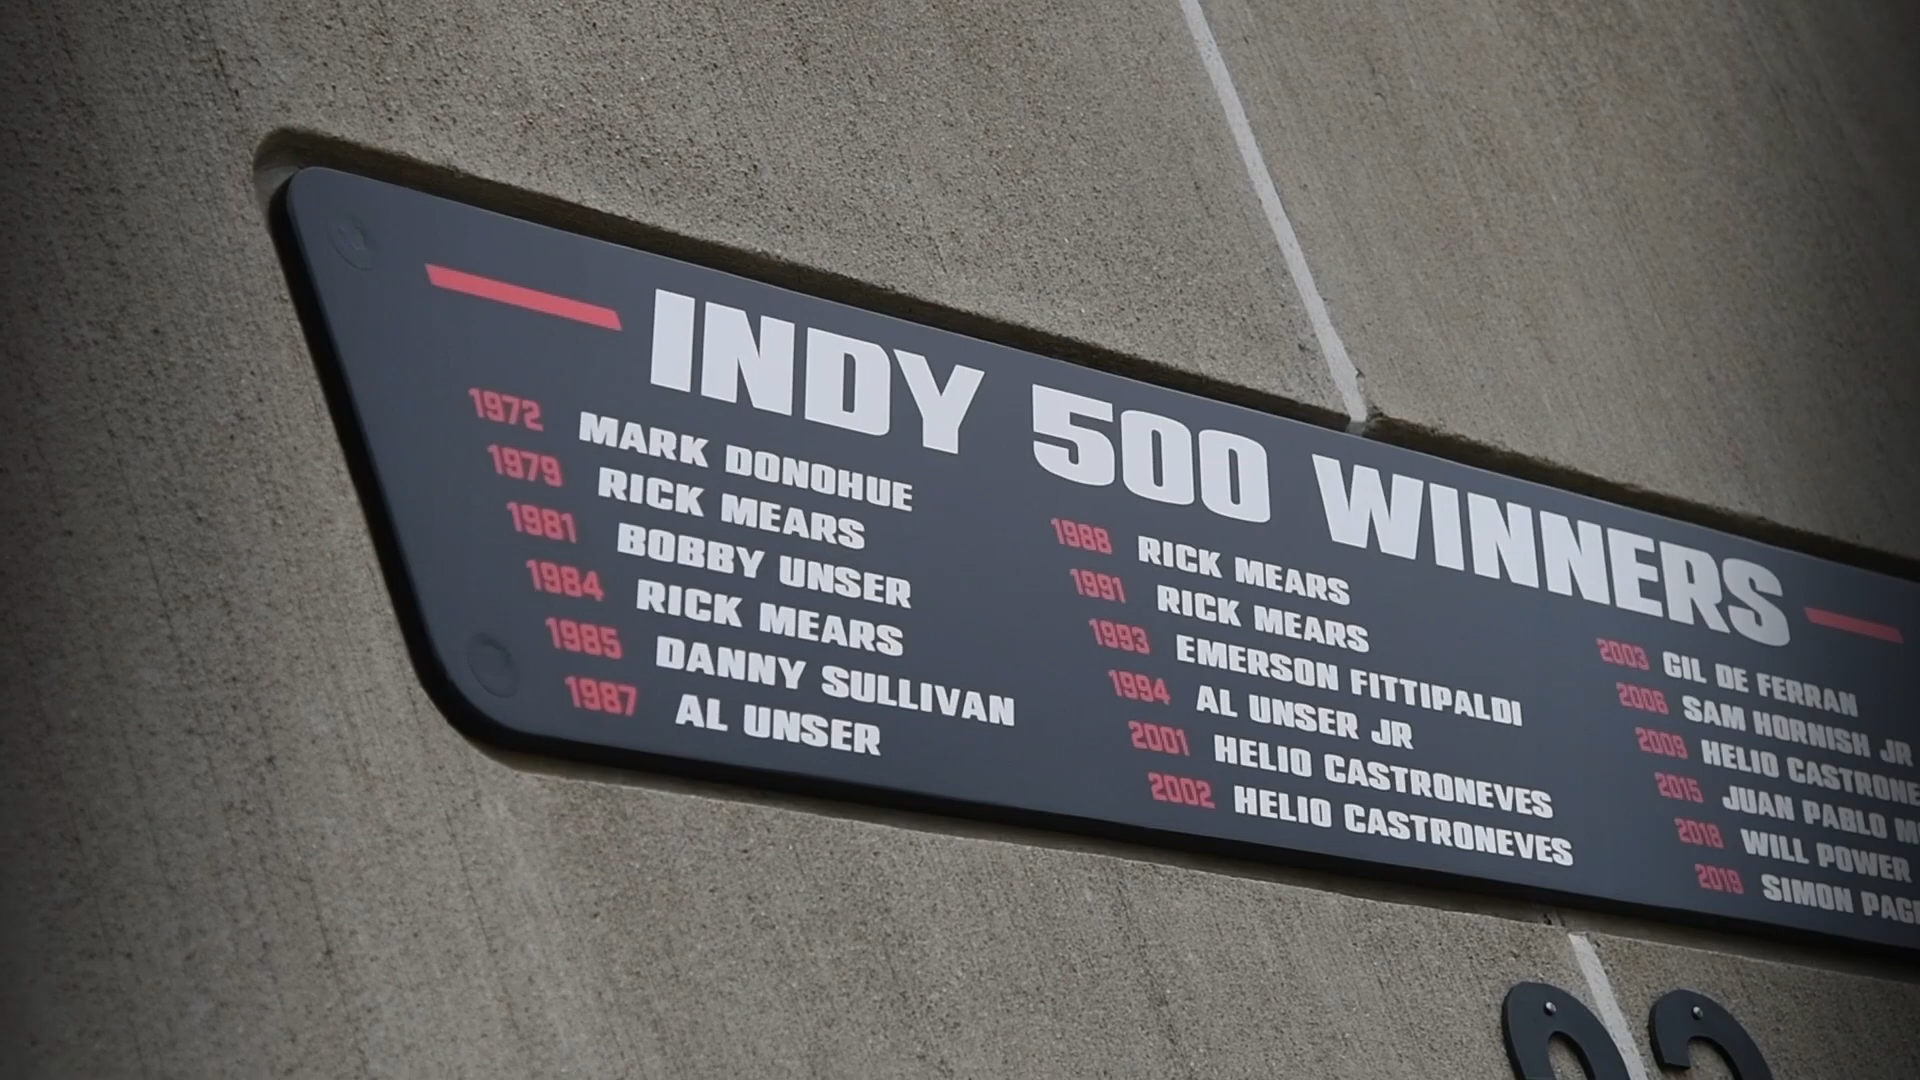 INDY 500 WINNERS
1972 MARK DONOHUE
1979 RICK MEARS
1981 BOBBY UNSER
1984 RICK MEARS
1985 DANNY SULLIVAN
1987 AL UNSER
1988 RICK MEARS
1991 RICK MEARS
1993 EMERSON FITTIPALDI
1994 AL UNSER JR
2001 HELIO CASTRONEVES
2002 HELIO CASTRONEVES
2003 GIL DE FERRAN
2006 SAM HORNISH JR
2009 HELIO CASTRONE
2015 JUAN PABLO M
2018 WILL POWER
2019 SIMON PAG